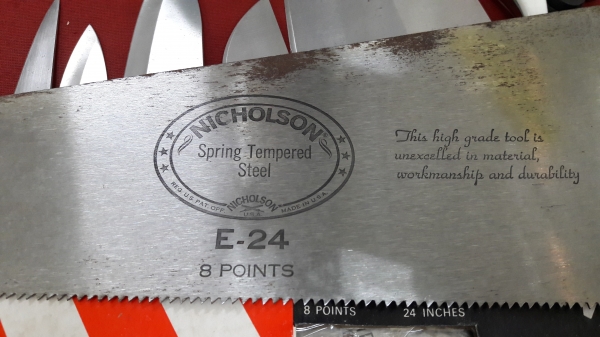 NICHOLSON®
Spring Tempered
Steel
REG. U.S. PAT. OFF.
NICHOLSON
U.S.A.
MADE IN U.S.A.
E-24
8 POINTS
This high grade tool is
unexcelled in material,
workmanship and durability
8 POINTS
24 INCHES